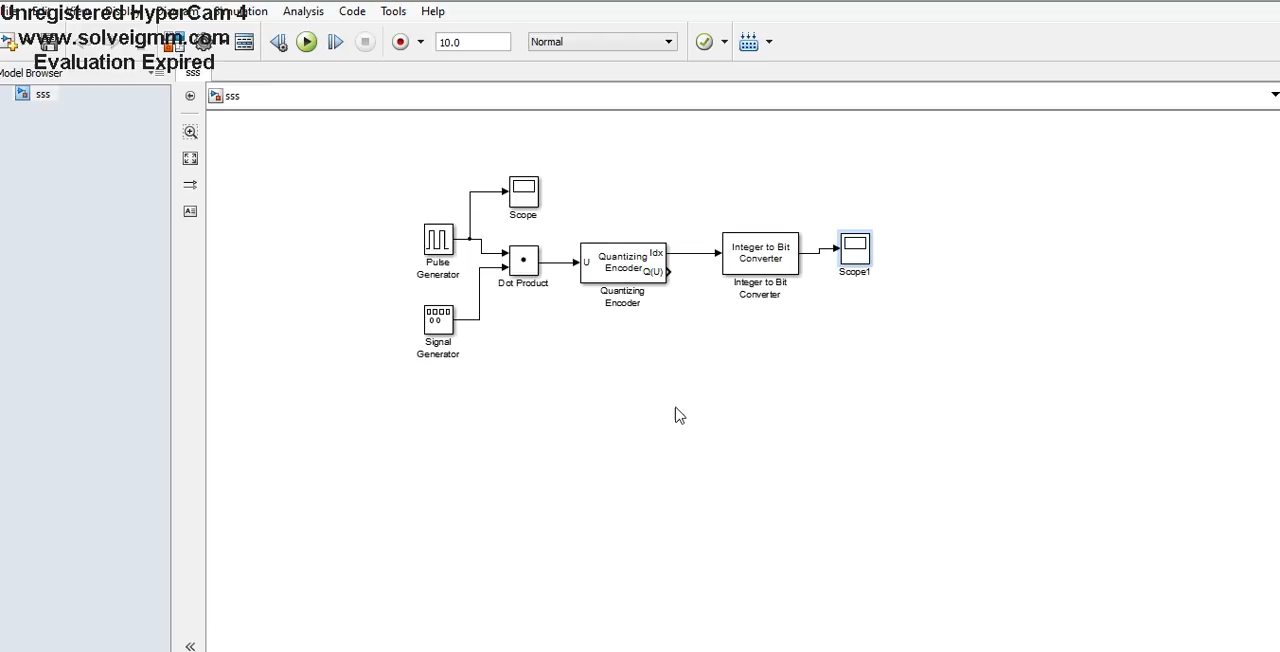 Unregistered HyperCam 4
Analysis Code Tools Help
www.solveigmm.com
10.0
Normal
Evaluation Expired
Model Browser
sss
sss
sss
Scope
Pulse
Generator
Dot Product
U
Quantizing
Encoder
Idx
Q(U)
Quantizing
Encoder
Integer to Bit
Converter
Integer to Bit
Converter
Scope1
Signal
Generator